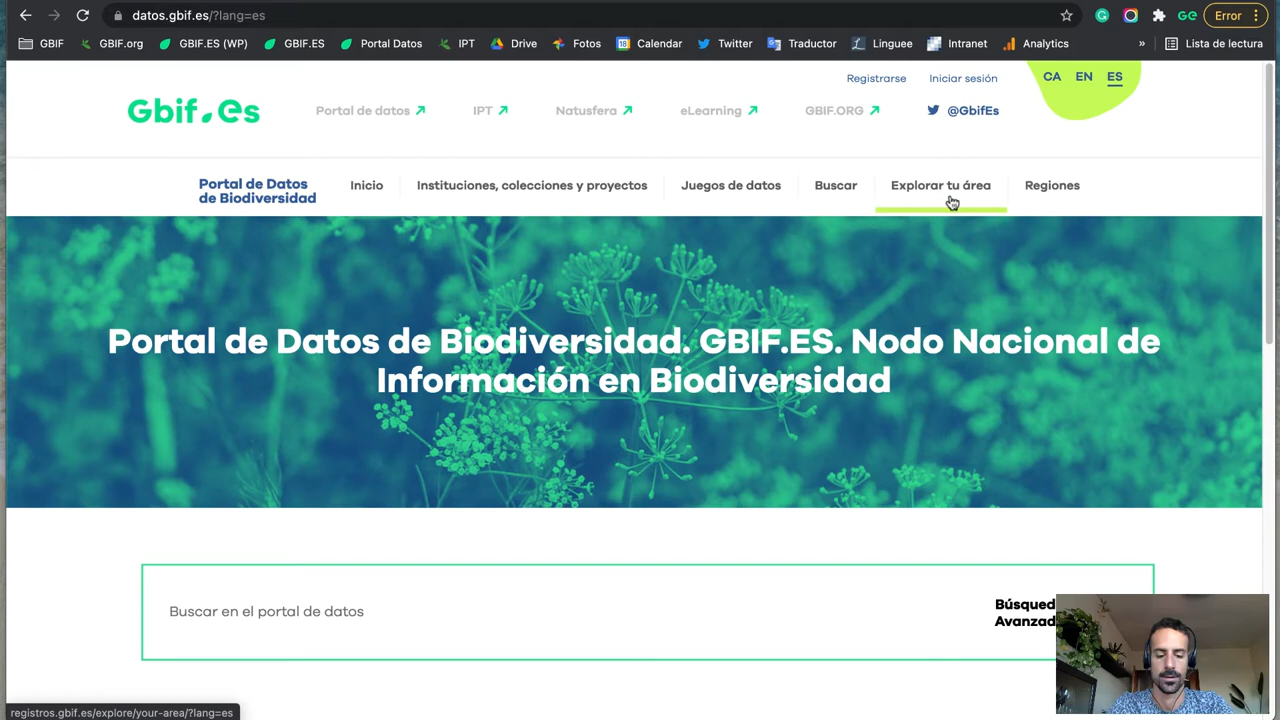 datos.gbif.es/?lang=es
Error
GBIF
GBIF.org
GBIF.ES (WP)
GBIF.ES
Portal Datos
IPT
Drive
Fotos
18
Calendar
Twitter
Traductor
Linguee
Intranet
Analytics
»
Lista de lectura
Registrarse
Iniciar sesión
CA
EN
ES
Gbif.es
Portal de datos
IPT
Natusfera
eLearning
GBIF.ORG
@GbifEs
Portal de Datos
de Biodiversidad
Inicio
Instituciones, colecciones y proyectos
Juegos de datos
Buscar
Explorar tu área
Regiones
Portal de Datos de Biodiversidad. GBIF.ES. Nodo Nacional de
Información en Biodiversidad
Buscar en el portal de datos
Búsqued
Avanzad
registros.gbif.es/explore/your-area/?lang=es